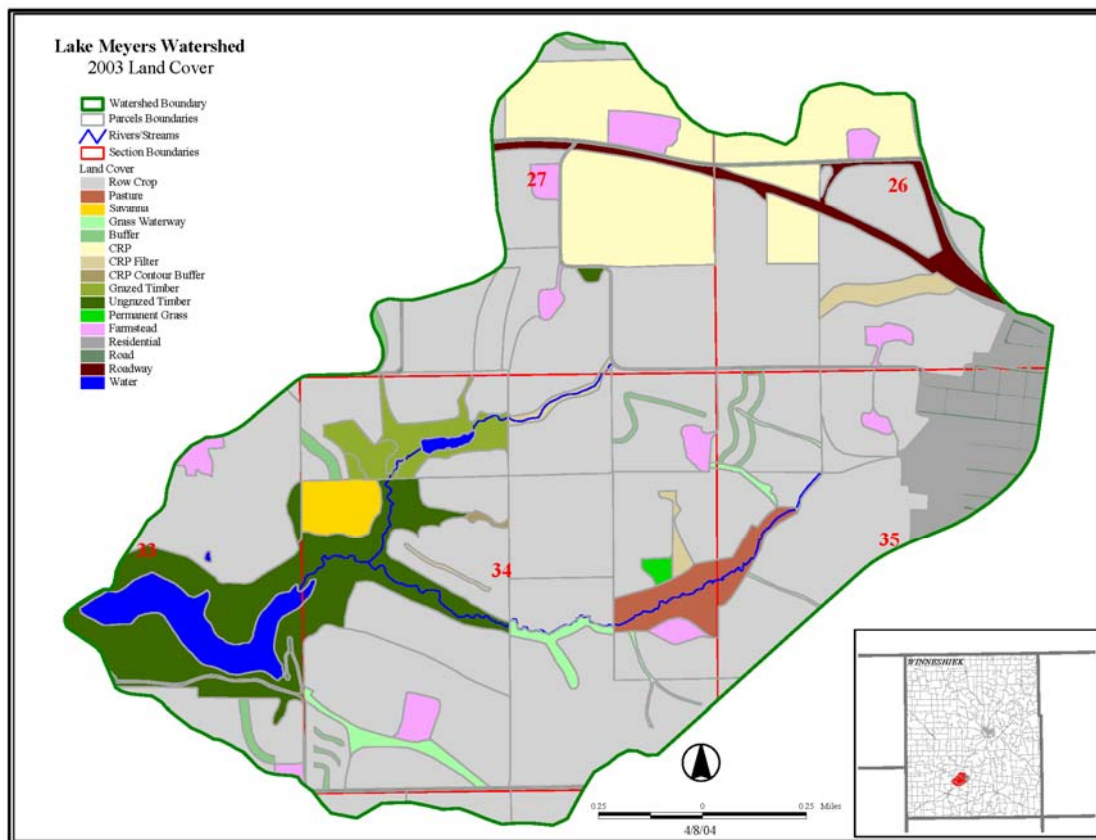 Lake Meyers Watershed
2003 Land Cover
Watershed Boundary
Parcels Boundaries
Rivers/Streams
Section Boundaries
Land Cover
Row Crop
Pasture
Savanna
Grass Waterway
Buffer
CRP
CRP Filter
CRP Contour Buffer
Grazed Timber
Ungrazed Timber
Permanent Grass
Farmstead
Residential
Road
Roadway
Water
27
26
33
34
35
WINNESHIEK
0.25 0 0.25 Miles
4/8/04